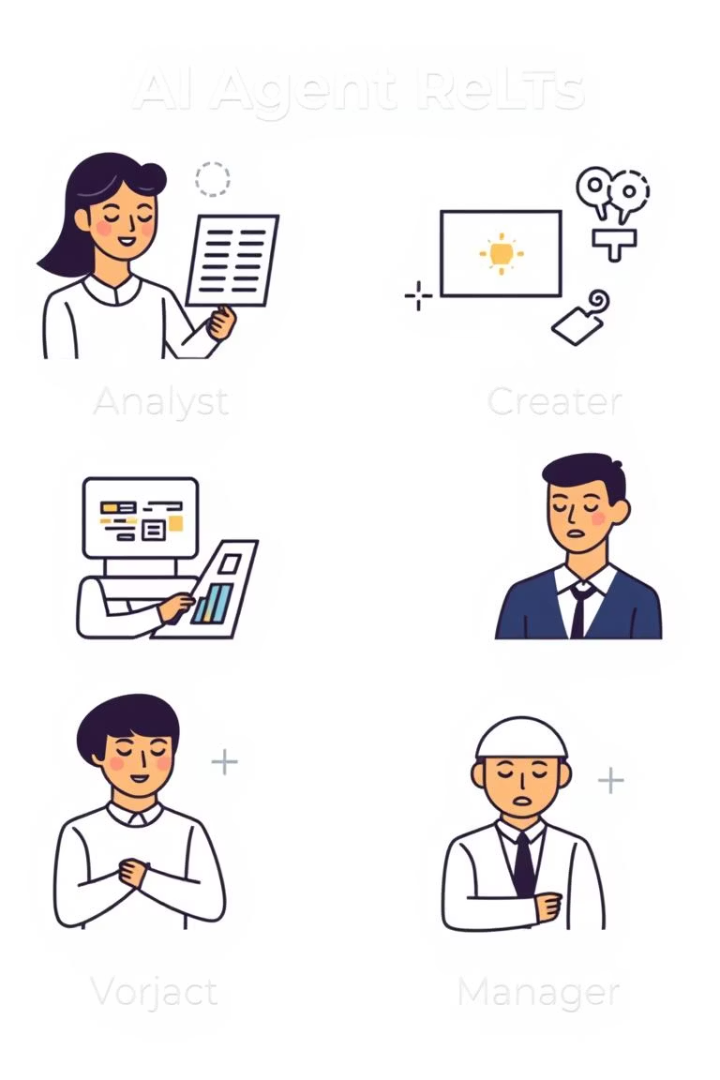 AI Agent ReLTs
Analyst
Creater
Vorjact
Manager